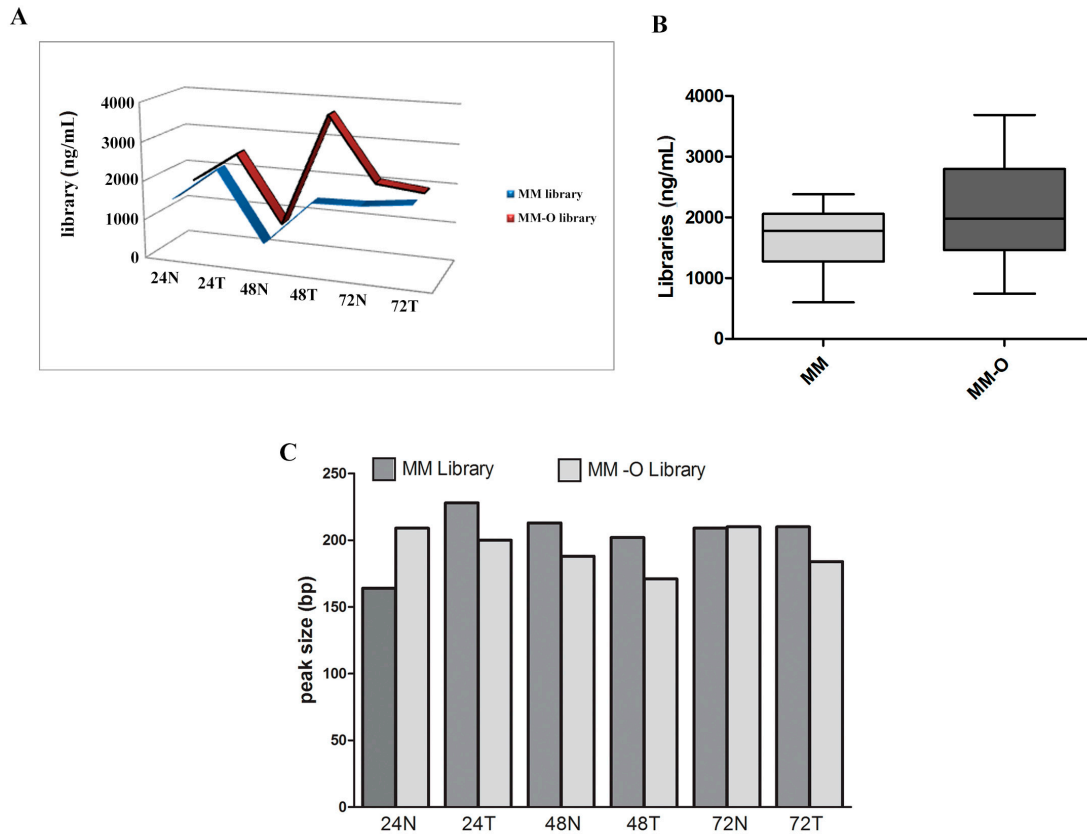 A
library (ng/mL)
4000
3000
2000
1000
0
24N
24T
48N
48T
72N
72T
MM library
MM-O library
B
Libraries (ng/mL)
4000
3000
2000
1000
0
MM
MM-O
C
MM Library
MM -O Library
peak size (bp)
250
200
150
100
50
0
24N
24T
48N
48T
72N
72T